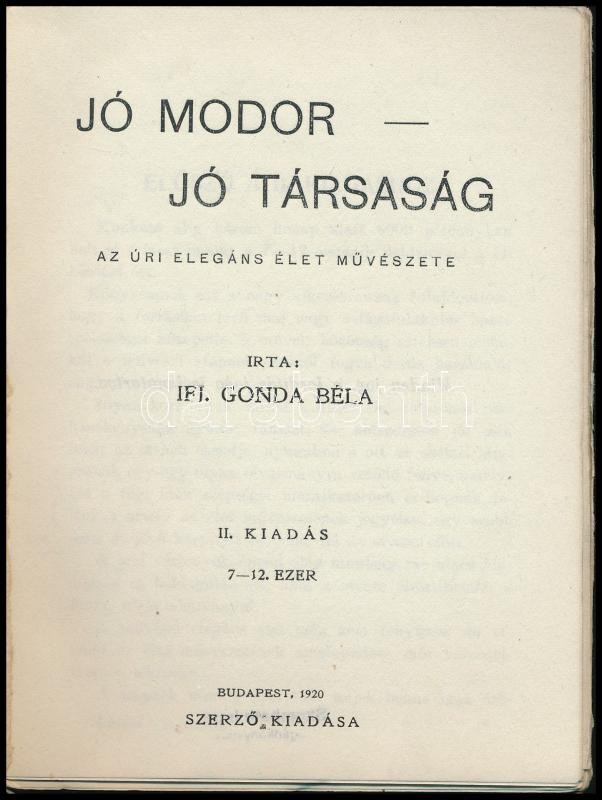 JÓ MODOR —
JÓ TÁRSASÁG
AZ ÚRI ELEGÁNS ÉLET MŰVÉSZETE
IRTA:
IFJ. GONDA BÉLA
darabanth
II. KIADÁS
7—12. EZER
BUDAPEST, 1920
SZERZŐ KIADÁSA